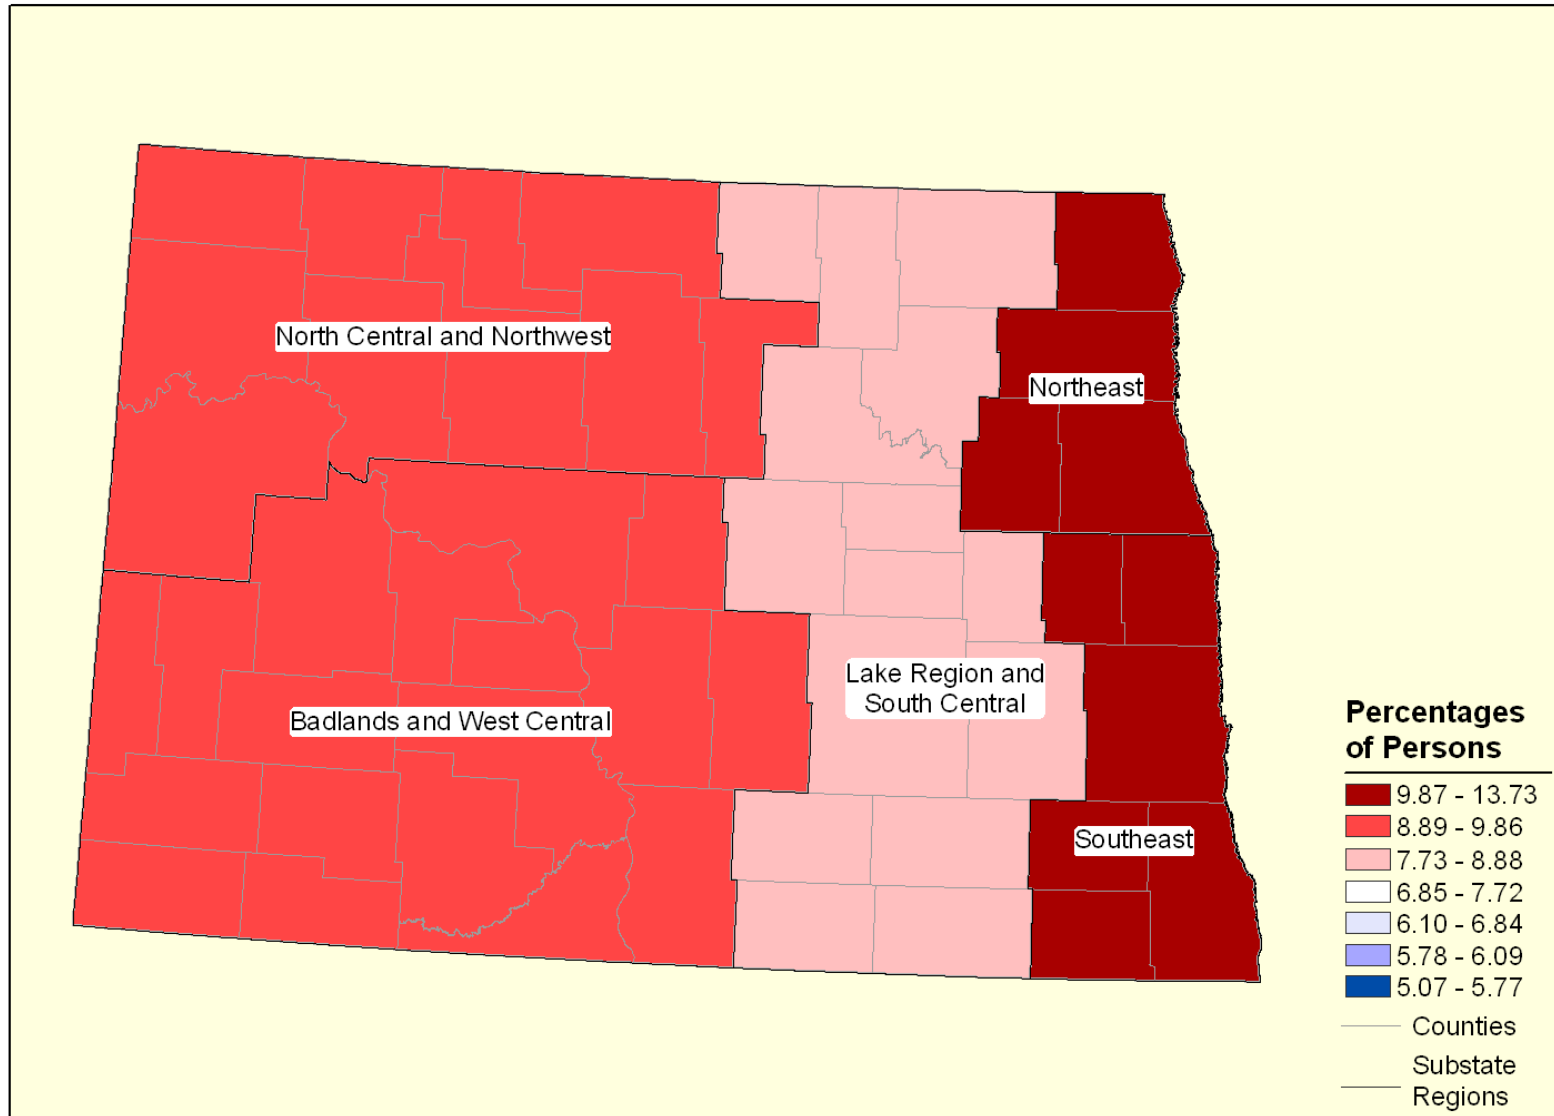 North Central and Northwest
Northeast
Lake Region and
South Central
Badlands and West Central
Southeast
Percentages
of Persons
9.87 - 13.73
8.89 - 9.86
7.73 - 8.88
6.85 - 7.72
6.10 - 6.84
5.78 - 6.09
5.07 - 5.77
Counties
Substate
Regions